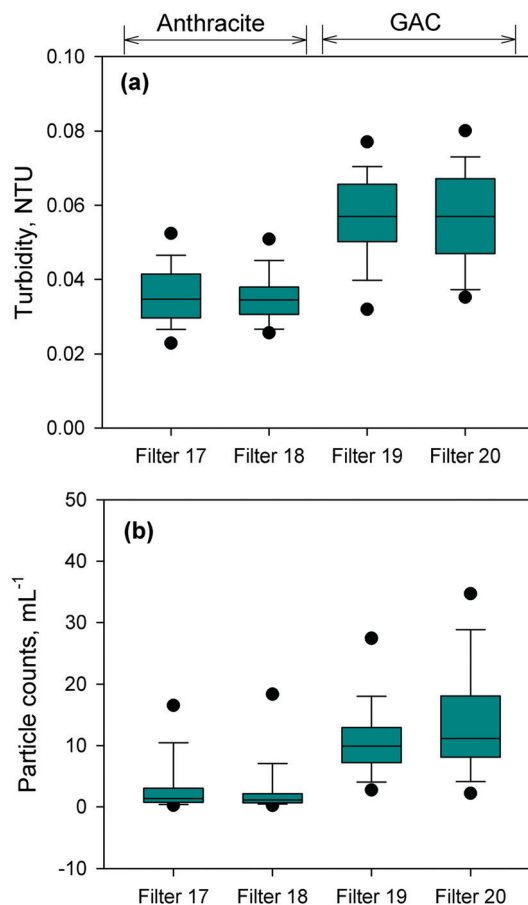 Anthracite GAC
(a)
0.10
0.08
0.06
0.04
0.02
0.00
Turbidity, NTU
Filter 17 Filter 18 Filter 19 Filter 20
(b)
50
40
30
20
10
0
-10
Particle counts, mL⁻¹
Filter 17 Filter 18 Filter 19 Filter 20